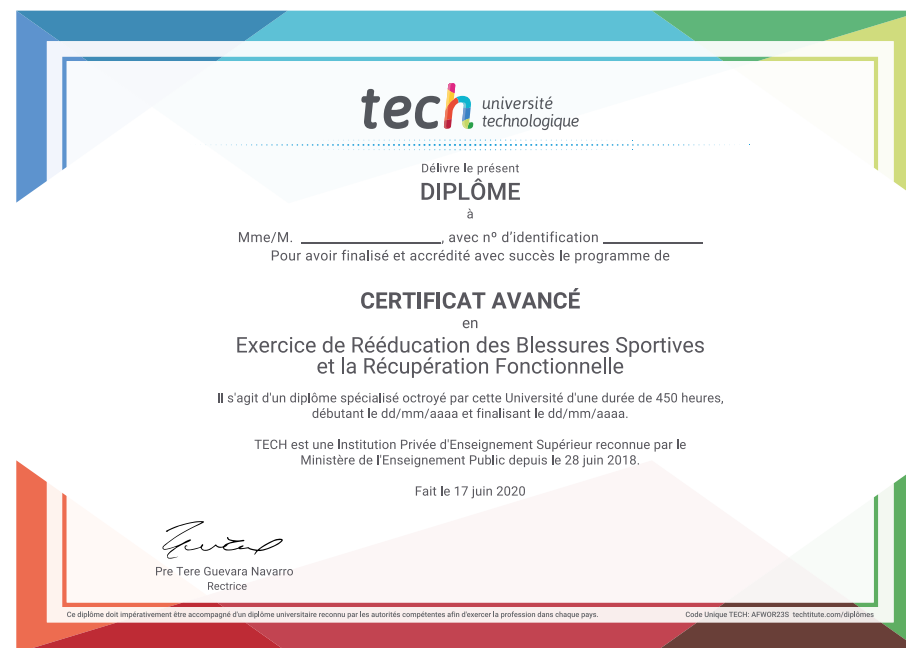 tech université
technologique
Délivre le présent
DIPLÔME
à
Mme/M. ____________________, avec nº d'identification ______________
Pour avoir finalisé et accrédité avec succès le programme de
CERTIFICAT AVANCÉ
en
Exercice de Rééducation des Blessures Sportives
et la Récupération Fonctionnelle
Il s'agit d'un diplôme spécialisé octroyé par cette Université d'une durée de 450 heures,
débutant le dd/mm/aaaa et finalisant le dd/mm/aaaa.
TECH est une Institution Privée d'Enseignement Supérieur reconnue par le
Ministère de l'Enseignement Public depuis le 28 juin 2018.
Fait le 17 juin 2020
Pre Tere Guevara Navarro
Rectrice
Ce diplôme doit impérativement être accompagné d'un diplôme universitaire reconnu par les autorités compétentes afin d'exercer la profession dans chaque pays.
Code Unique TECH: AFWOR23S techtitute.com/diplômes